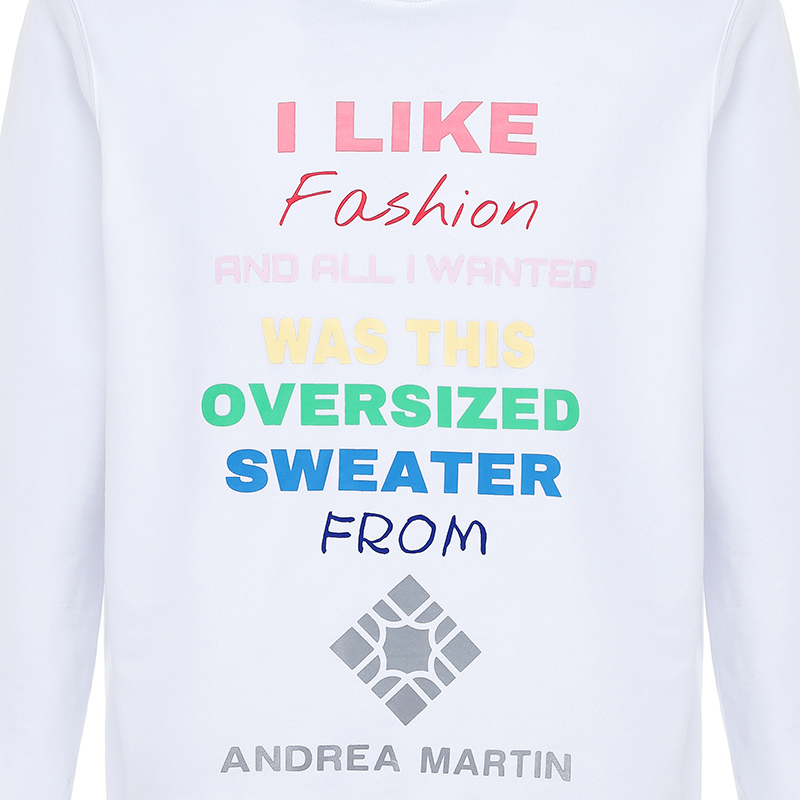 I LIKE
Fashion
AND ALL I WANTED
WAS THIS
OVERSIZED
SWEATER
FROM
ANDREA MARTIN